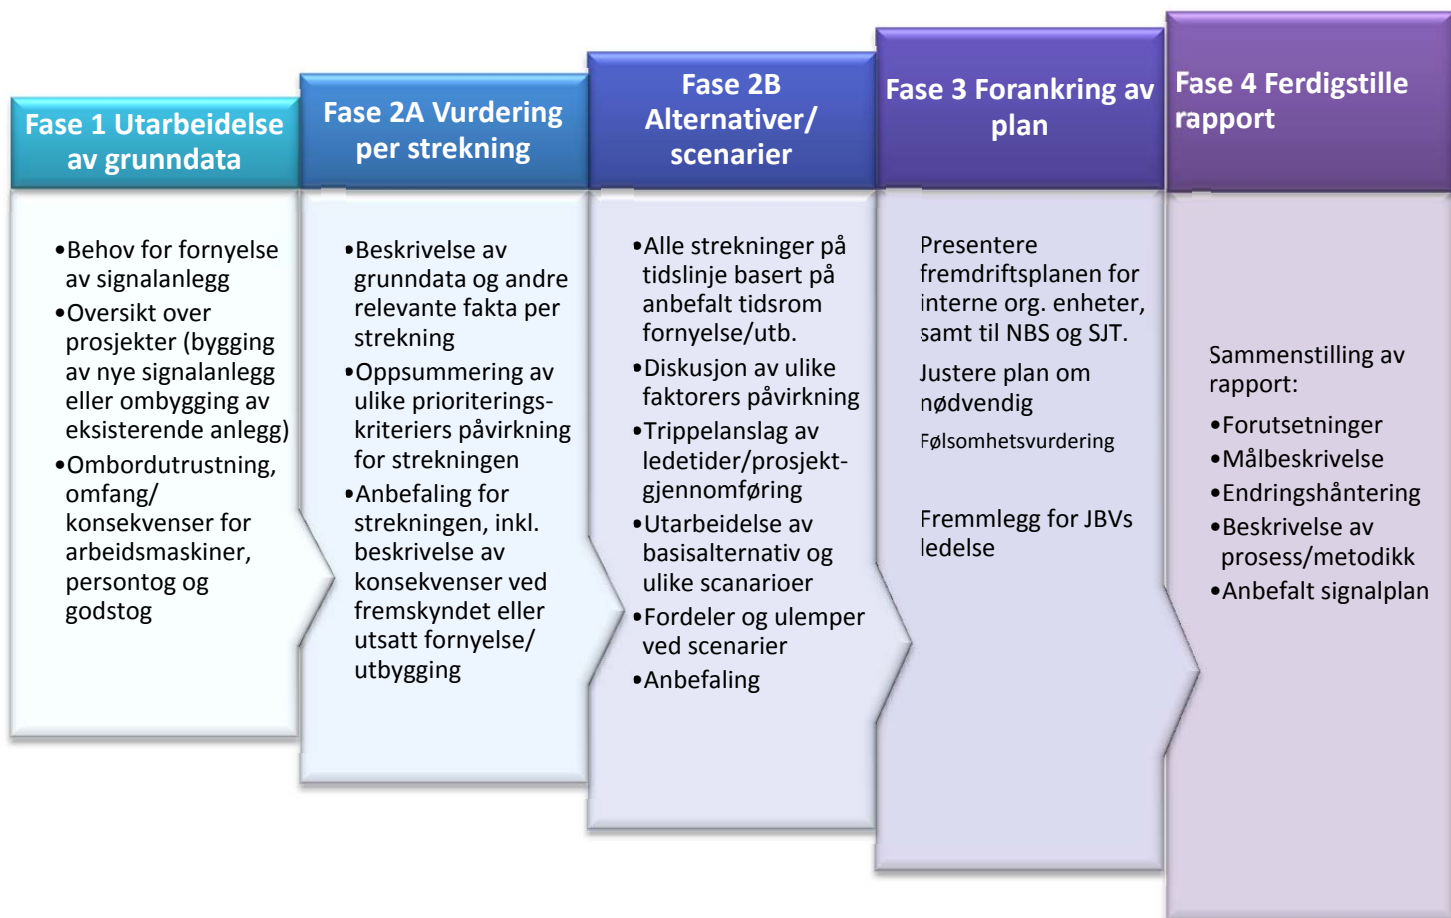 Fase 1 Utarbeidelse
av grunndata
•Behov for fornyelse
av signalanlegg
•Oversikt over
prosjekter (bygging
av nye signalanlegg
eller ombygging av
eksisterende anlegg)
•Ombordutrustning,
omfang/
konsekvenser for
arbeidsmaskiner,
persontog og
godstog
Fase 2A Vurdering
per strekning
•Beskrivelse av
grunndata og andre
relevante fakta per
strekning
•Oppsummering av
ulike prioriterings-
kriteriers påvirkning
for strekningen
•Anbefaling for
strekningen, inkl.
beskrivelse av
konsekvenser ved
fremskyndet eller
utsatt fornyelse/
utbygging
Fase 2B
Alternativer/
scenarier
•Alle strekninger på
tidslinje basert på
anbefalt tidsrom
fornyelse/utb.
•Diskusjon av ulike
faktorers påvirkning
•Trippelanslag av
ledetider/prosjekt-
gjennomføring
•Utarbeidelse av
basisalternativ og
ulike scanarioer
•Fordeler og ulemper
ved scenarier
•Anbefaling
Fase 3 Forankring av
plan
Presentere
fremdriftsplanen for
interne org. enheter,
samt til NBS og SJT.
Justere plan om
nødvendig
Følsomhetsvurdering
Fremmlegg for JBVs
ledelse
Fase 4 Ferdigstille
rapport
Sammenstilling av
rapport:
•Forutsetninger
•Målbeskrivelse
•Endringshåntering
•Beskrivelse av
prosess/metodikk
•Anbefalt signalplan